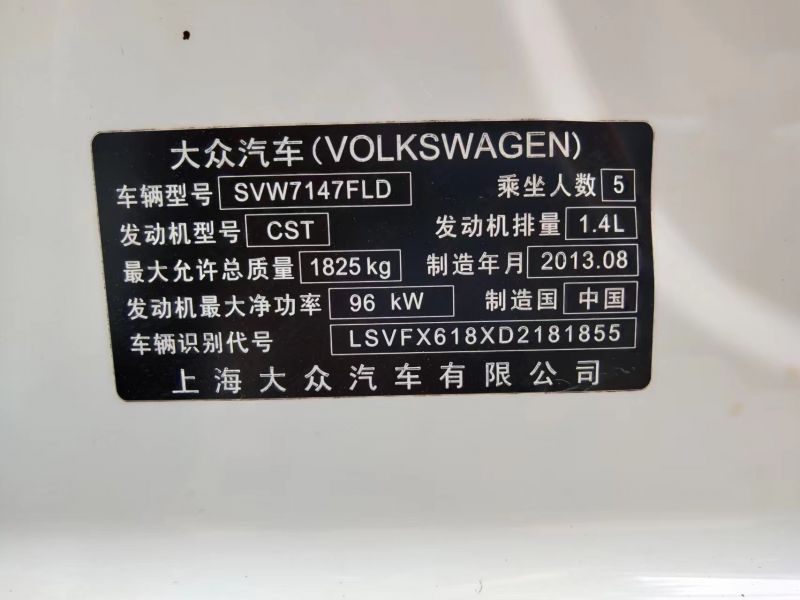 大众汽车(VOLKSWAGEN)
车辆型号 SVW7147FLD 乘坐人数 5
发动机型号 CST 发动机排量 1.4L
最大允许总质量 1825kg 制造年月 2013.08
发动机最大净功率 96 kW 制造国 中国
车辆识别代号 LSVFX618XD2181855
上海大众汽车有限公司